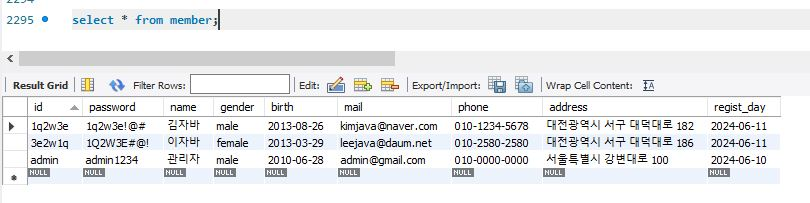 2294
2295 select * from member;
Result Grid Filter Rows: Edit: Export/Import: Wrap Cell Content: IA
id password name gender birth mail phone address regist_day
1q2w3e 1q2w3e!@# 김자바 male 2013-08-26 kimjava@naver.com 010-1234-5678 대전광역시 서구 대덕대로 182 2024-06-11
3e2w1q 1Q2W3E#@! 이자바 female 2013-03-29 leejava@daum.net 010-2580-2580 대전광역시 서구 대덕대로 186 2024-06-11
admin admin1234 관리자 male 2010-06-28 admin@gmail.com 010-0000-0000 서울특별시 강변대로 100 2024-06-10
NULL NULL NULL NULL NULL NULL NULL NULL NULL